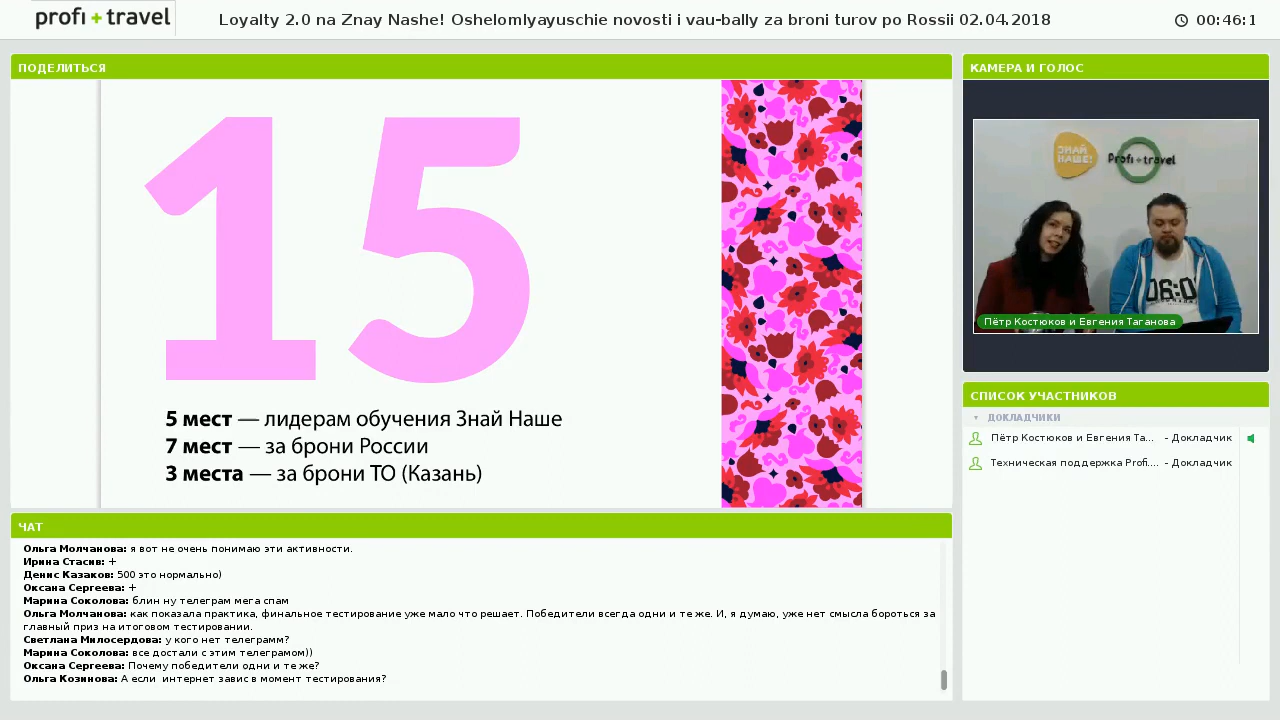 profi + travel
Loyalty 2.0 na Znay Nashe! Oshelomlyayuschie novosti i vau-bally za broni turov po Rossii 02.04.2018
00:46:1
ПОДЕЛИТЬСЯ
15
5 мест — лидерам обучения Знай Наше
7 мест — за брони России
3 места — за брони ТО (Казань)
КАМЕРА И ГОЛОС
ЗНАЙ
НАШЕ!
Profi + travel
06:0
Пётр Костюков и Евгения Таганова
СПИСОК УЧАСТНИКОВ
ДОКЛАДЧИКИ
Пётр Костюков и Евгения Та... - Докладчик
Техническая поддержка Profi.... - Докладчик
ЧАТ
Ольга Молчанова: я вот не очень понимаю эти активности.
Ирина Стасив: +
Денис Казаков: 500 это нормально)
Оксана Сергеева: +
Марина Соколова: блин ну телеграм мега спам
Ольга Молчанова: как показала практика, финальное тестирование уже мало что решает. Победители всегда одни и те же. И, я думаю, уже нет смысла бороться за
главный приз на итоговом тестировании.
Светлана Милосердова: у кого нет телеграмм?
Марина Соколова: все достали с этим телеграмом))
Оксана Сергеева: Почему победители одни и те же?
Ольга Козинова: А если интернет завис в момент тестирования?